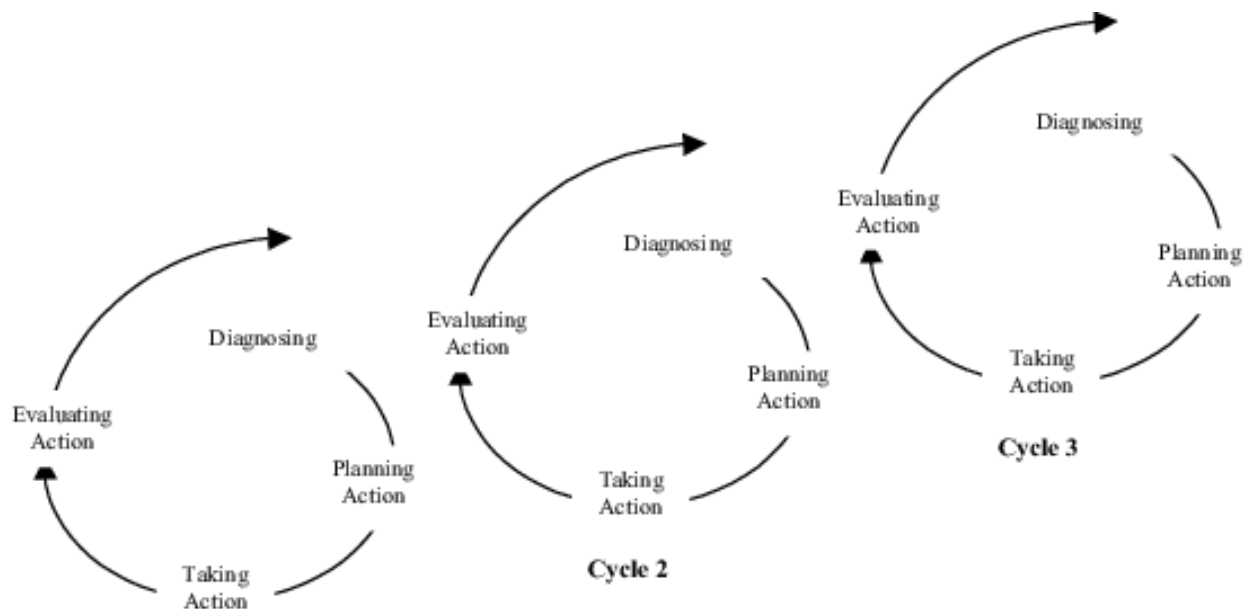 Diagnosing
Evaluating
Action
Planning
Action
Taking
Action
Diagnosing
Evaluating
Action
Planning
Action
Taking
Action
Cycle 2
Diagnosing
Evaluating
Action
Planning
Action
Taking
Action
Cycle 3